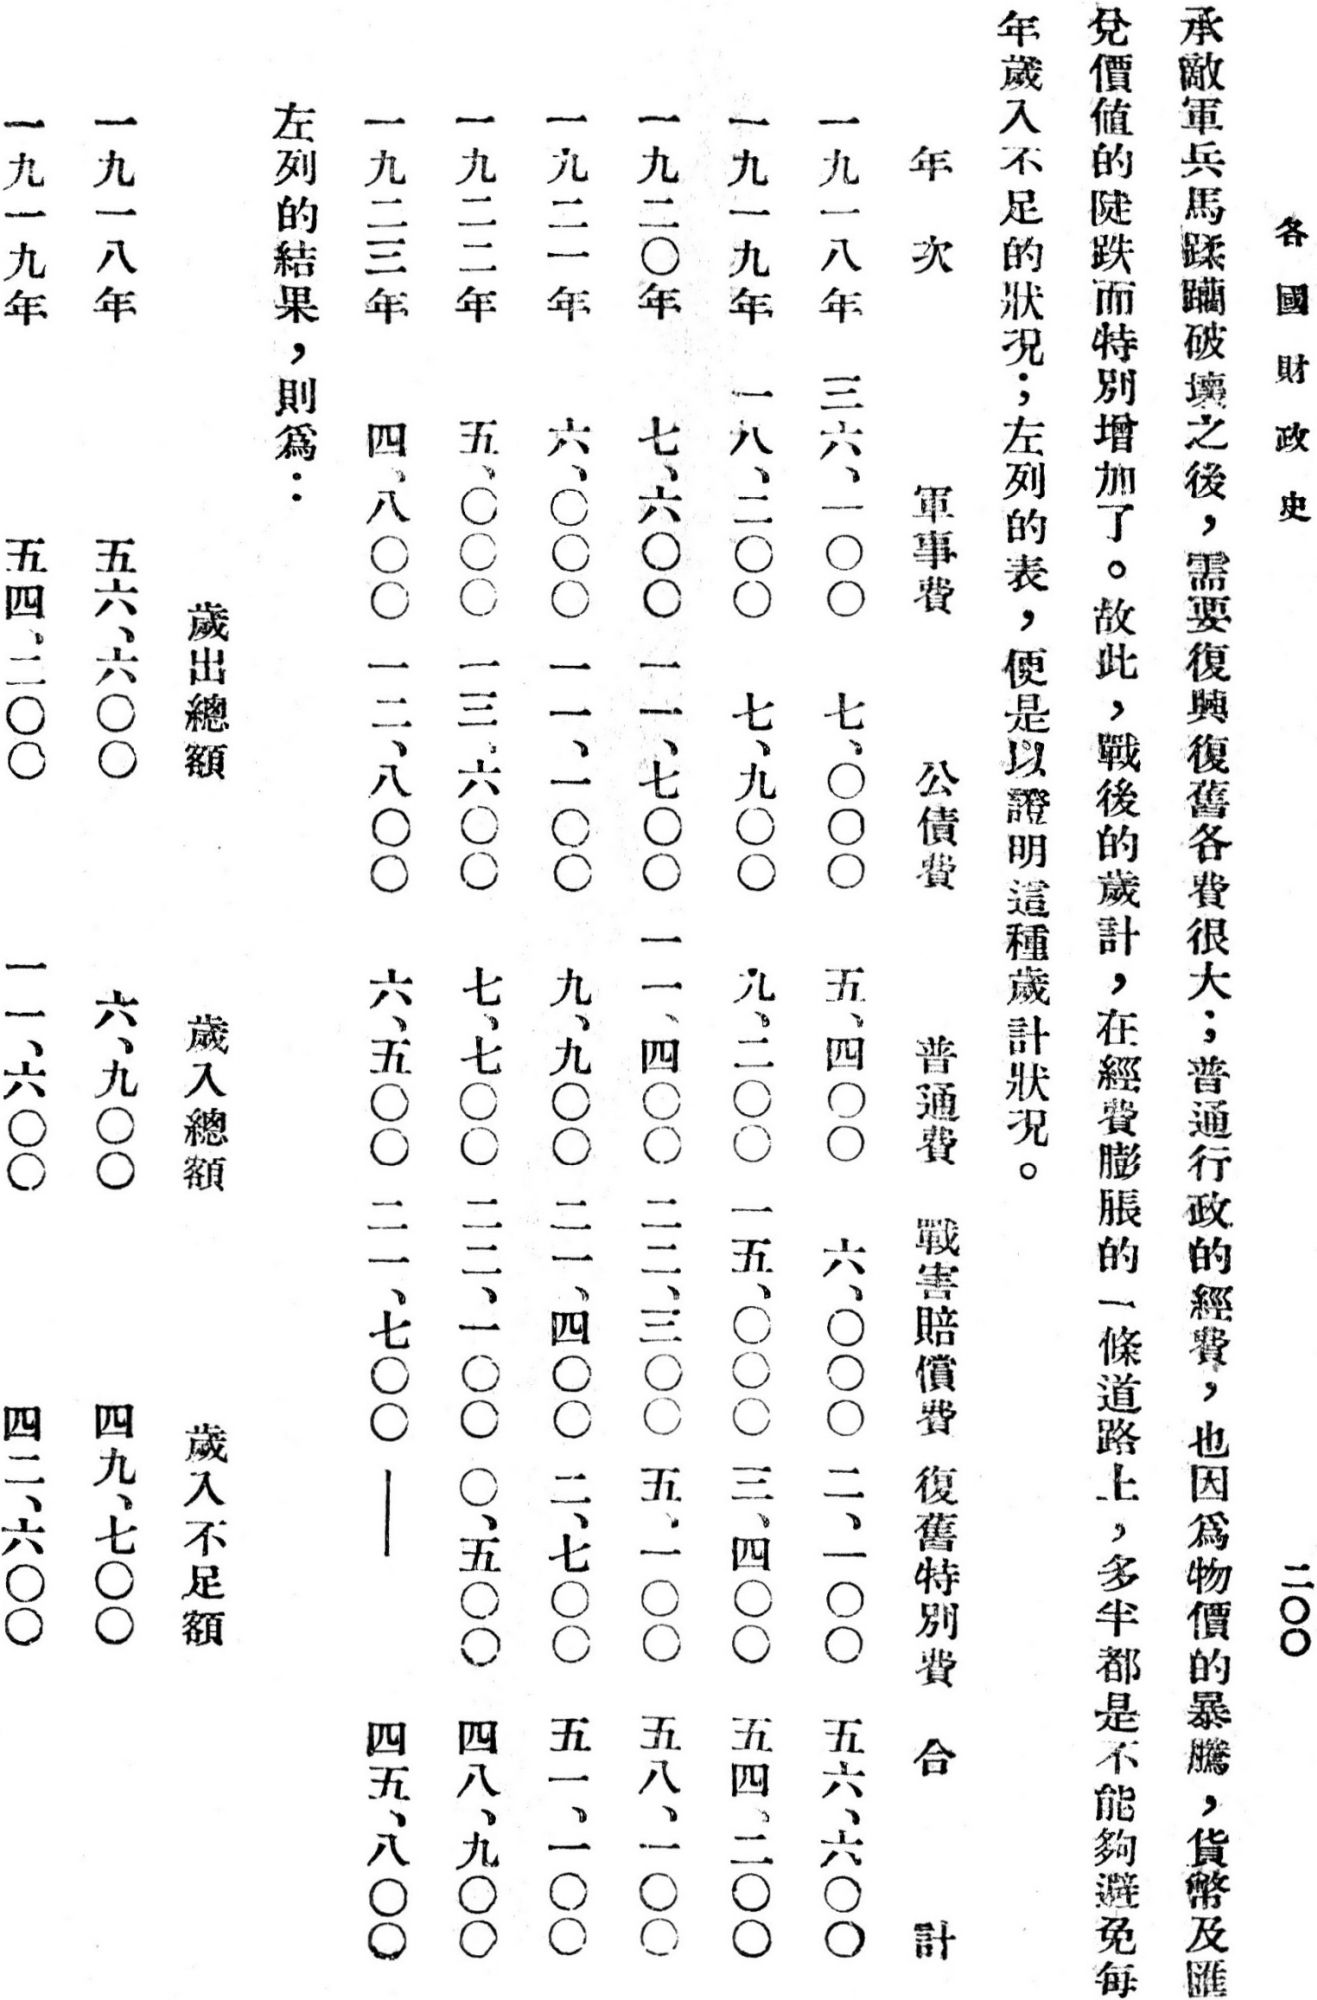 各國財政史
二〇〇
承敵軍兵馬蹂躪破壞之後，需要復興復舊各費很大；普通行政的經費，也因爲物價的暴騰，貨幣及匯
兌價值的陡跌而特別增加了。故此，戰後的歲計，在經費膨脹的一條道路上，多半都是不能夠避免每
年歲入不足的狀況；左列的表，便是以證明這種歲計狀況。
年次 軍事費 公債費 普通費 戰害賠償費 復舊特別費 合計
一九一八年 三六、一〇〇 七、〇〇〇 五、四〇〇 六、〇〇〇 二、一〇〇 五六、六〇〇
一九一九年 一八、二〇〇 七、九〇〇 九、二〇〇 一五、〇〇〇 三、四〇〇 五四、二〇〇
一九二〇年 七、六〇〇 一一、七〇〇 一一、四〇〇 二二、三〇〇 五、一〇〇 五八、一〇〇
一九二一年 六、〇〇〇 一一、一〇〇 九、九〇〇 二一、四〇〇 二、七〇〇 五一、一〇〇
一九二二年 五、〇〇〇 一三、六〇〇 七、七〇〇 二二、一〇〇 〇、五〇〇 四八、九〇〇
一九二三年 四、八〇〇 一二、八〇〇 六、五〇〇 二一、七〇〇 — 四五、八〇〇
左列的結果，則爲：
歲出總額 歲入總額 歲入不足額
一九一八年 五六、六〇〇 六、九〇〇 四九、七〇〇
一九一九年 五四、二〇〇 一一、六〇〇 四二、六〇〇